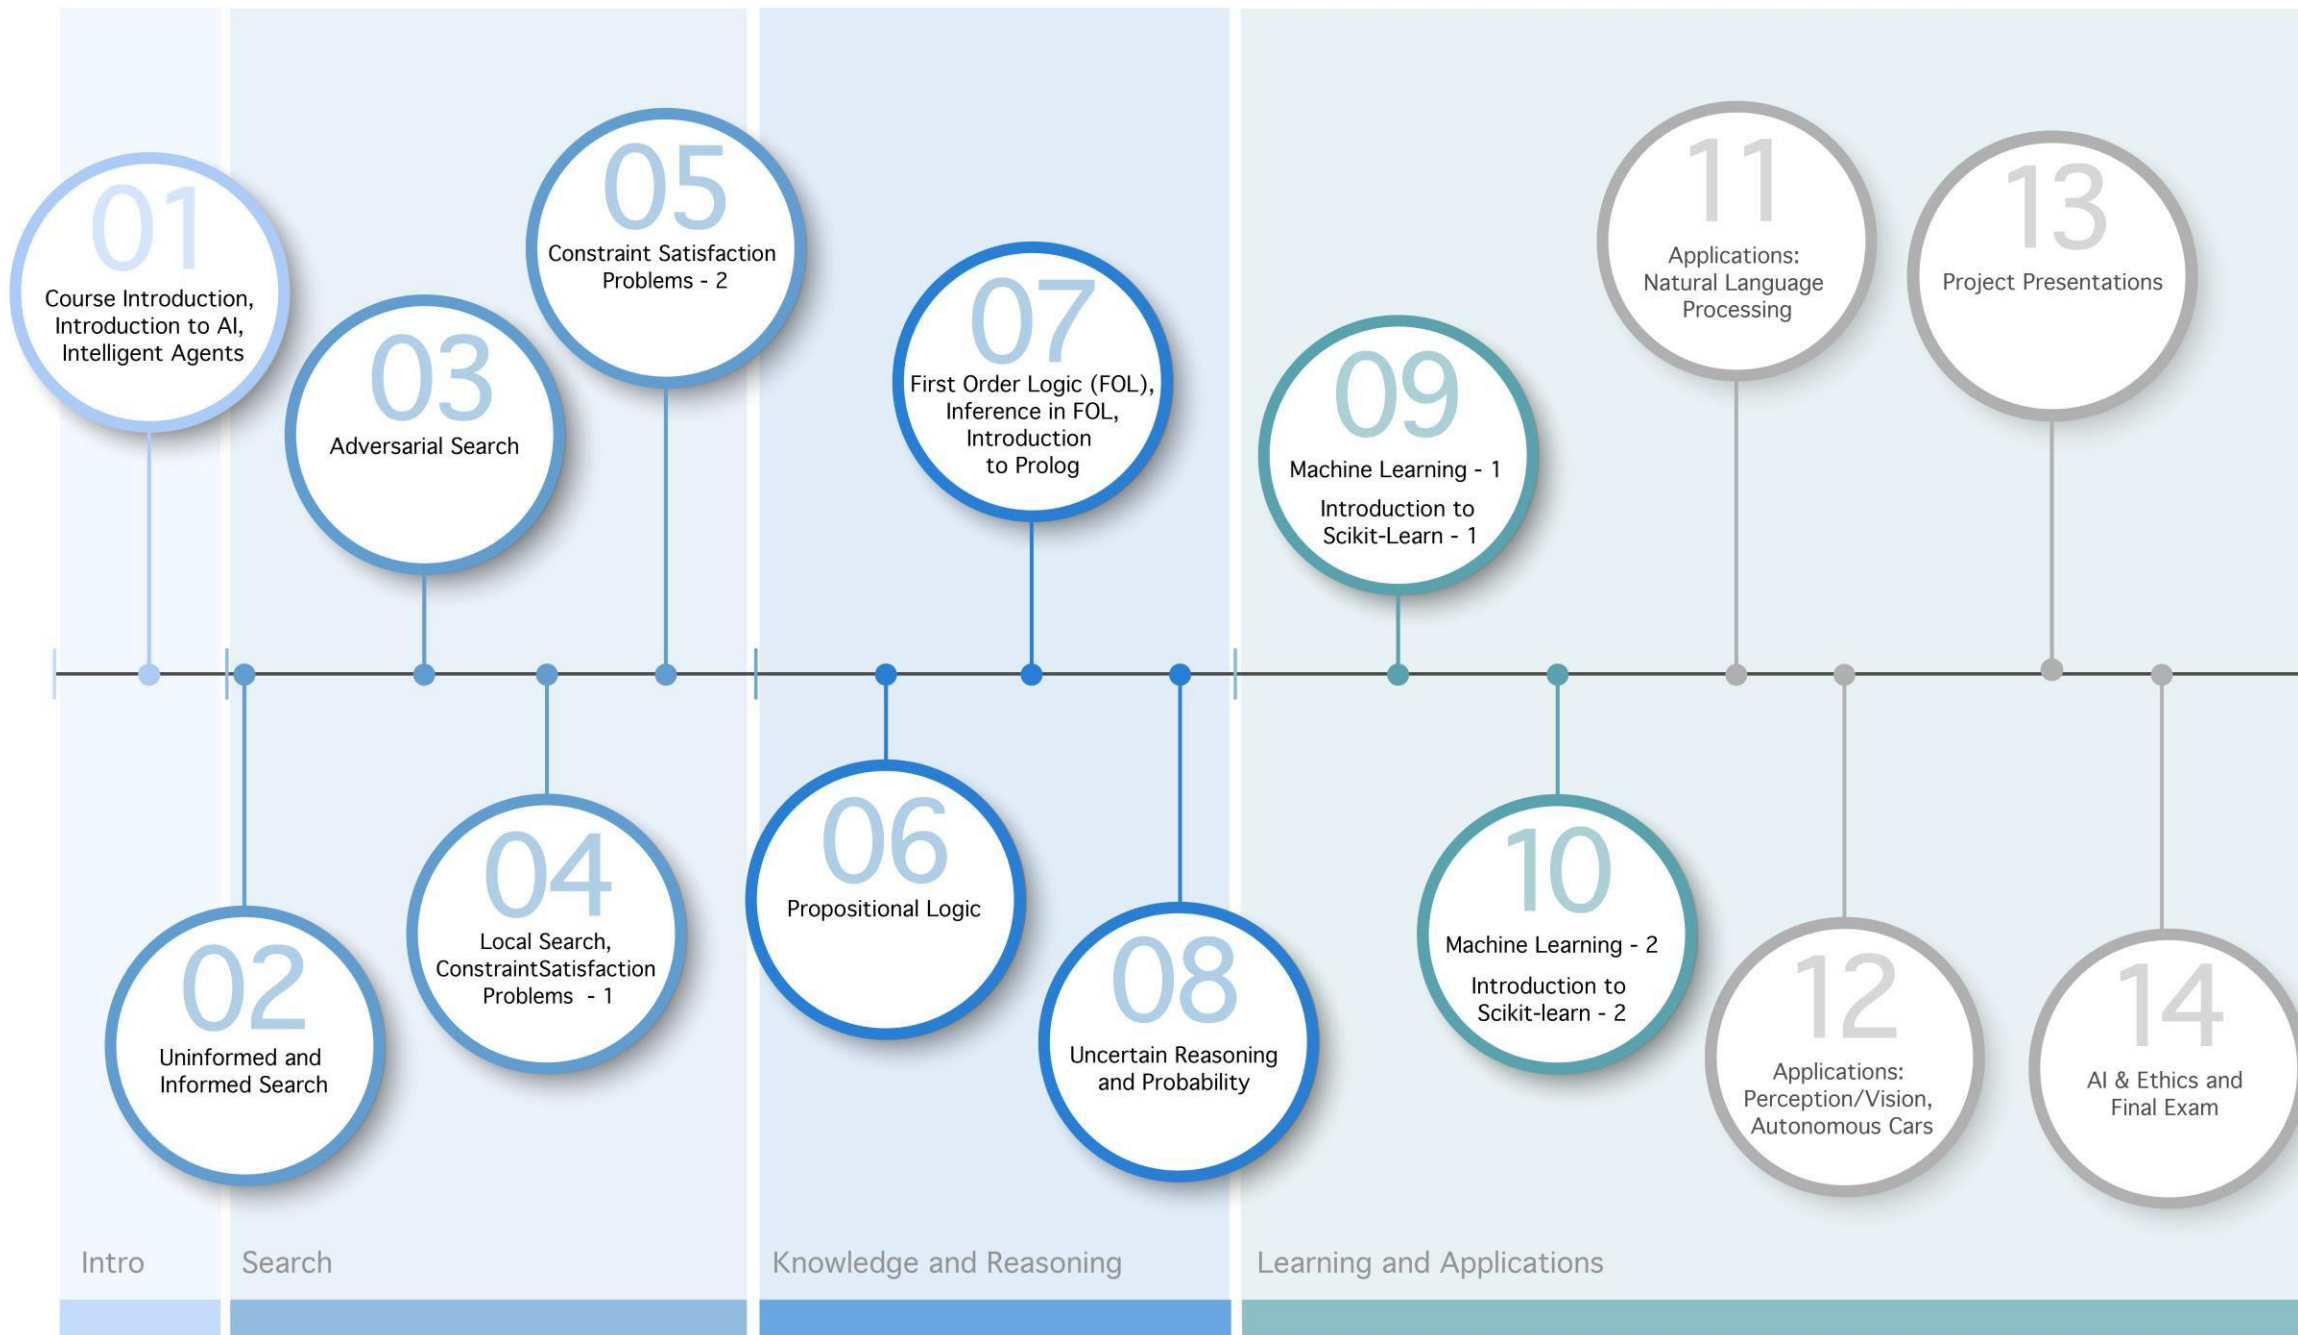 01
Course Introduction,
Introduction to AI,
Intelligent Agents
02
Uninformed and
Informed Search
03
Adversarial Search
04
Local Search,
ConstraintSatisfaction
Problems - 1
05
Constraint Satisfaction
Problems - 2
06
Propositional Logic
07
First Order Logic (FOL),
Inference in FOL,
Introduction
to Prolog
08
Uncertain Reasoning
and Probability
09
Machine Learning - 1
Introduction to
Scikit-Learn - 1
10
Machine Learning - 2
Introduction to
Scikit-learn - 2
11
Applications:
Natural Language
Processing
12
Applications:
Perception/Vision,
Autonomous Cars
13
Project Presentations
14
AI & Ethics and
Final Exam
Intro
Search
Knowledge and Reasoning
Learning and Applications